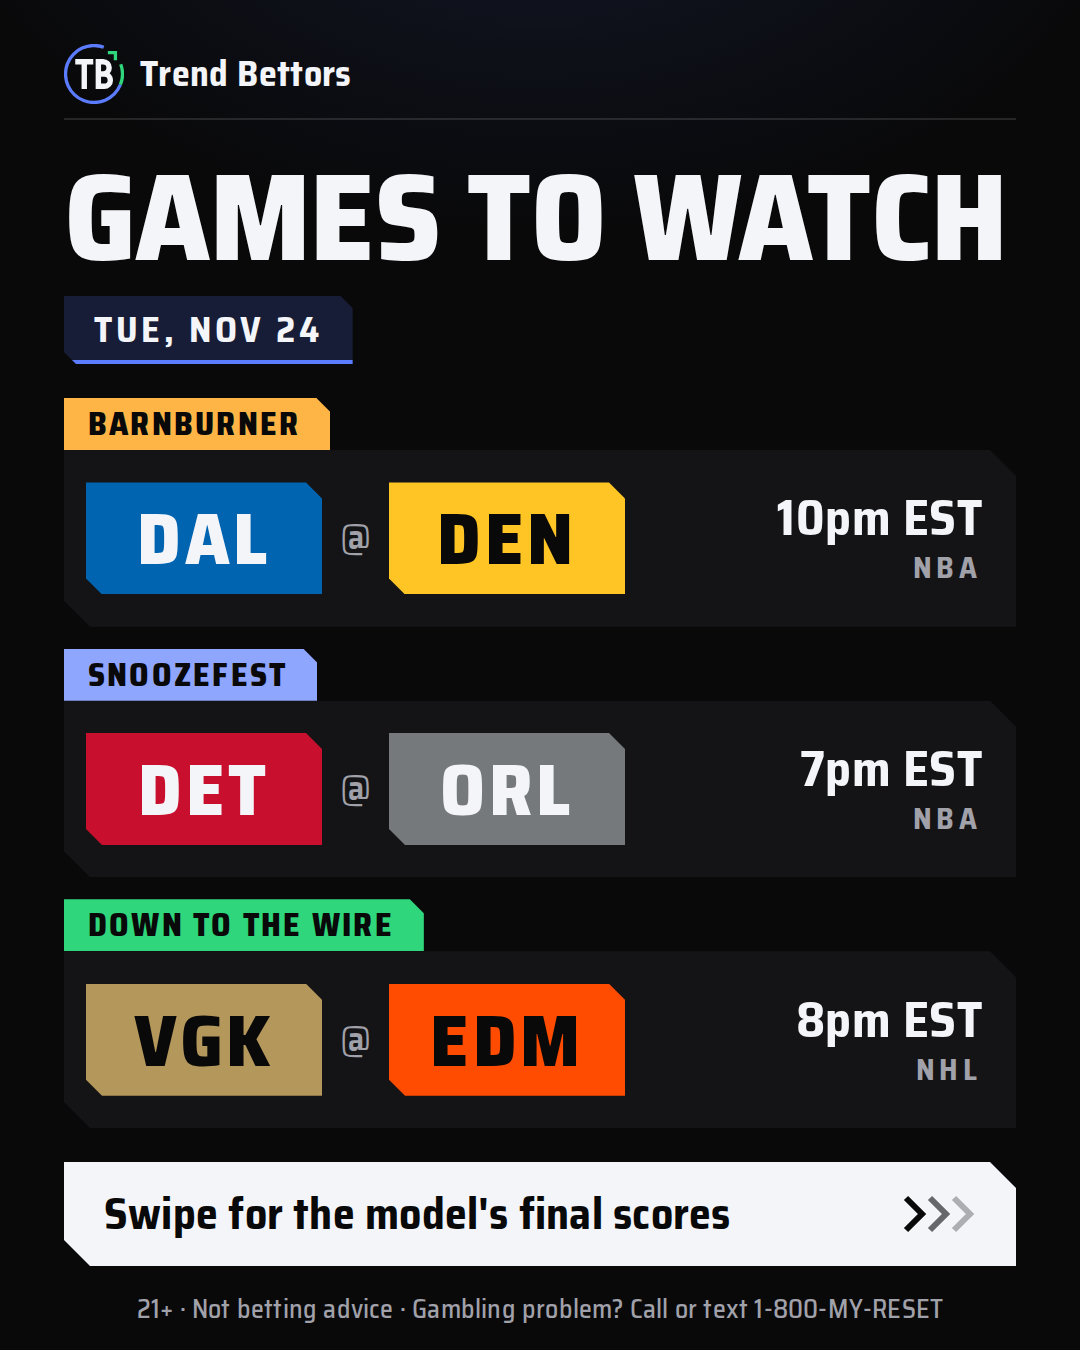 TB Trend Bettors
GAMES TO WATCH
TUE, NOV 24
BARNBURNER
DAL @ DEN 10pm EST
NBA
SNOOZEFEST
DET @ ORL 7pm EST
NBA
DOWN TO THE WIRE
VGK @ EDM 8pm EST
NHL
Swipe for the model's final scores
21+ · Not betting advice · Gambling problem? Call or text 1-800-MY-RESET